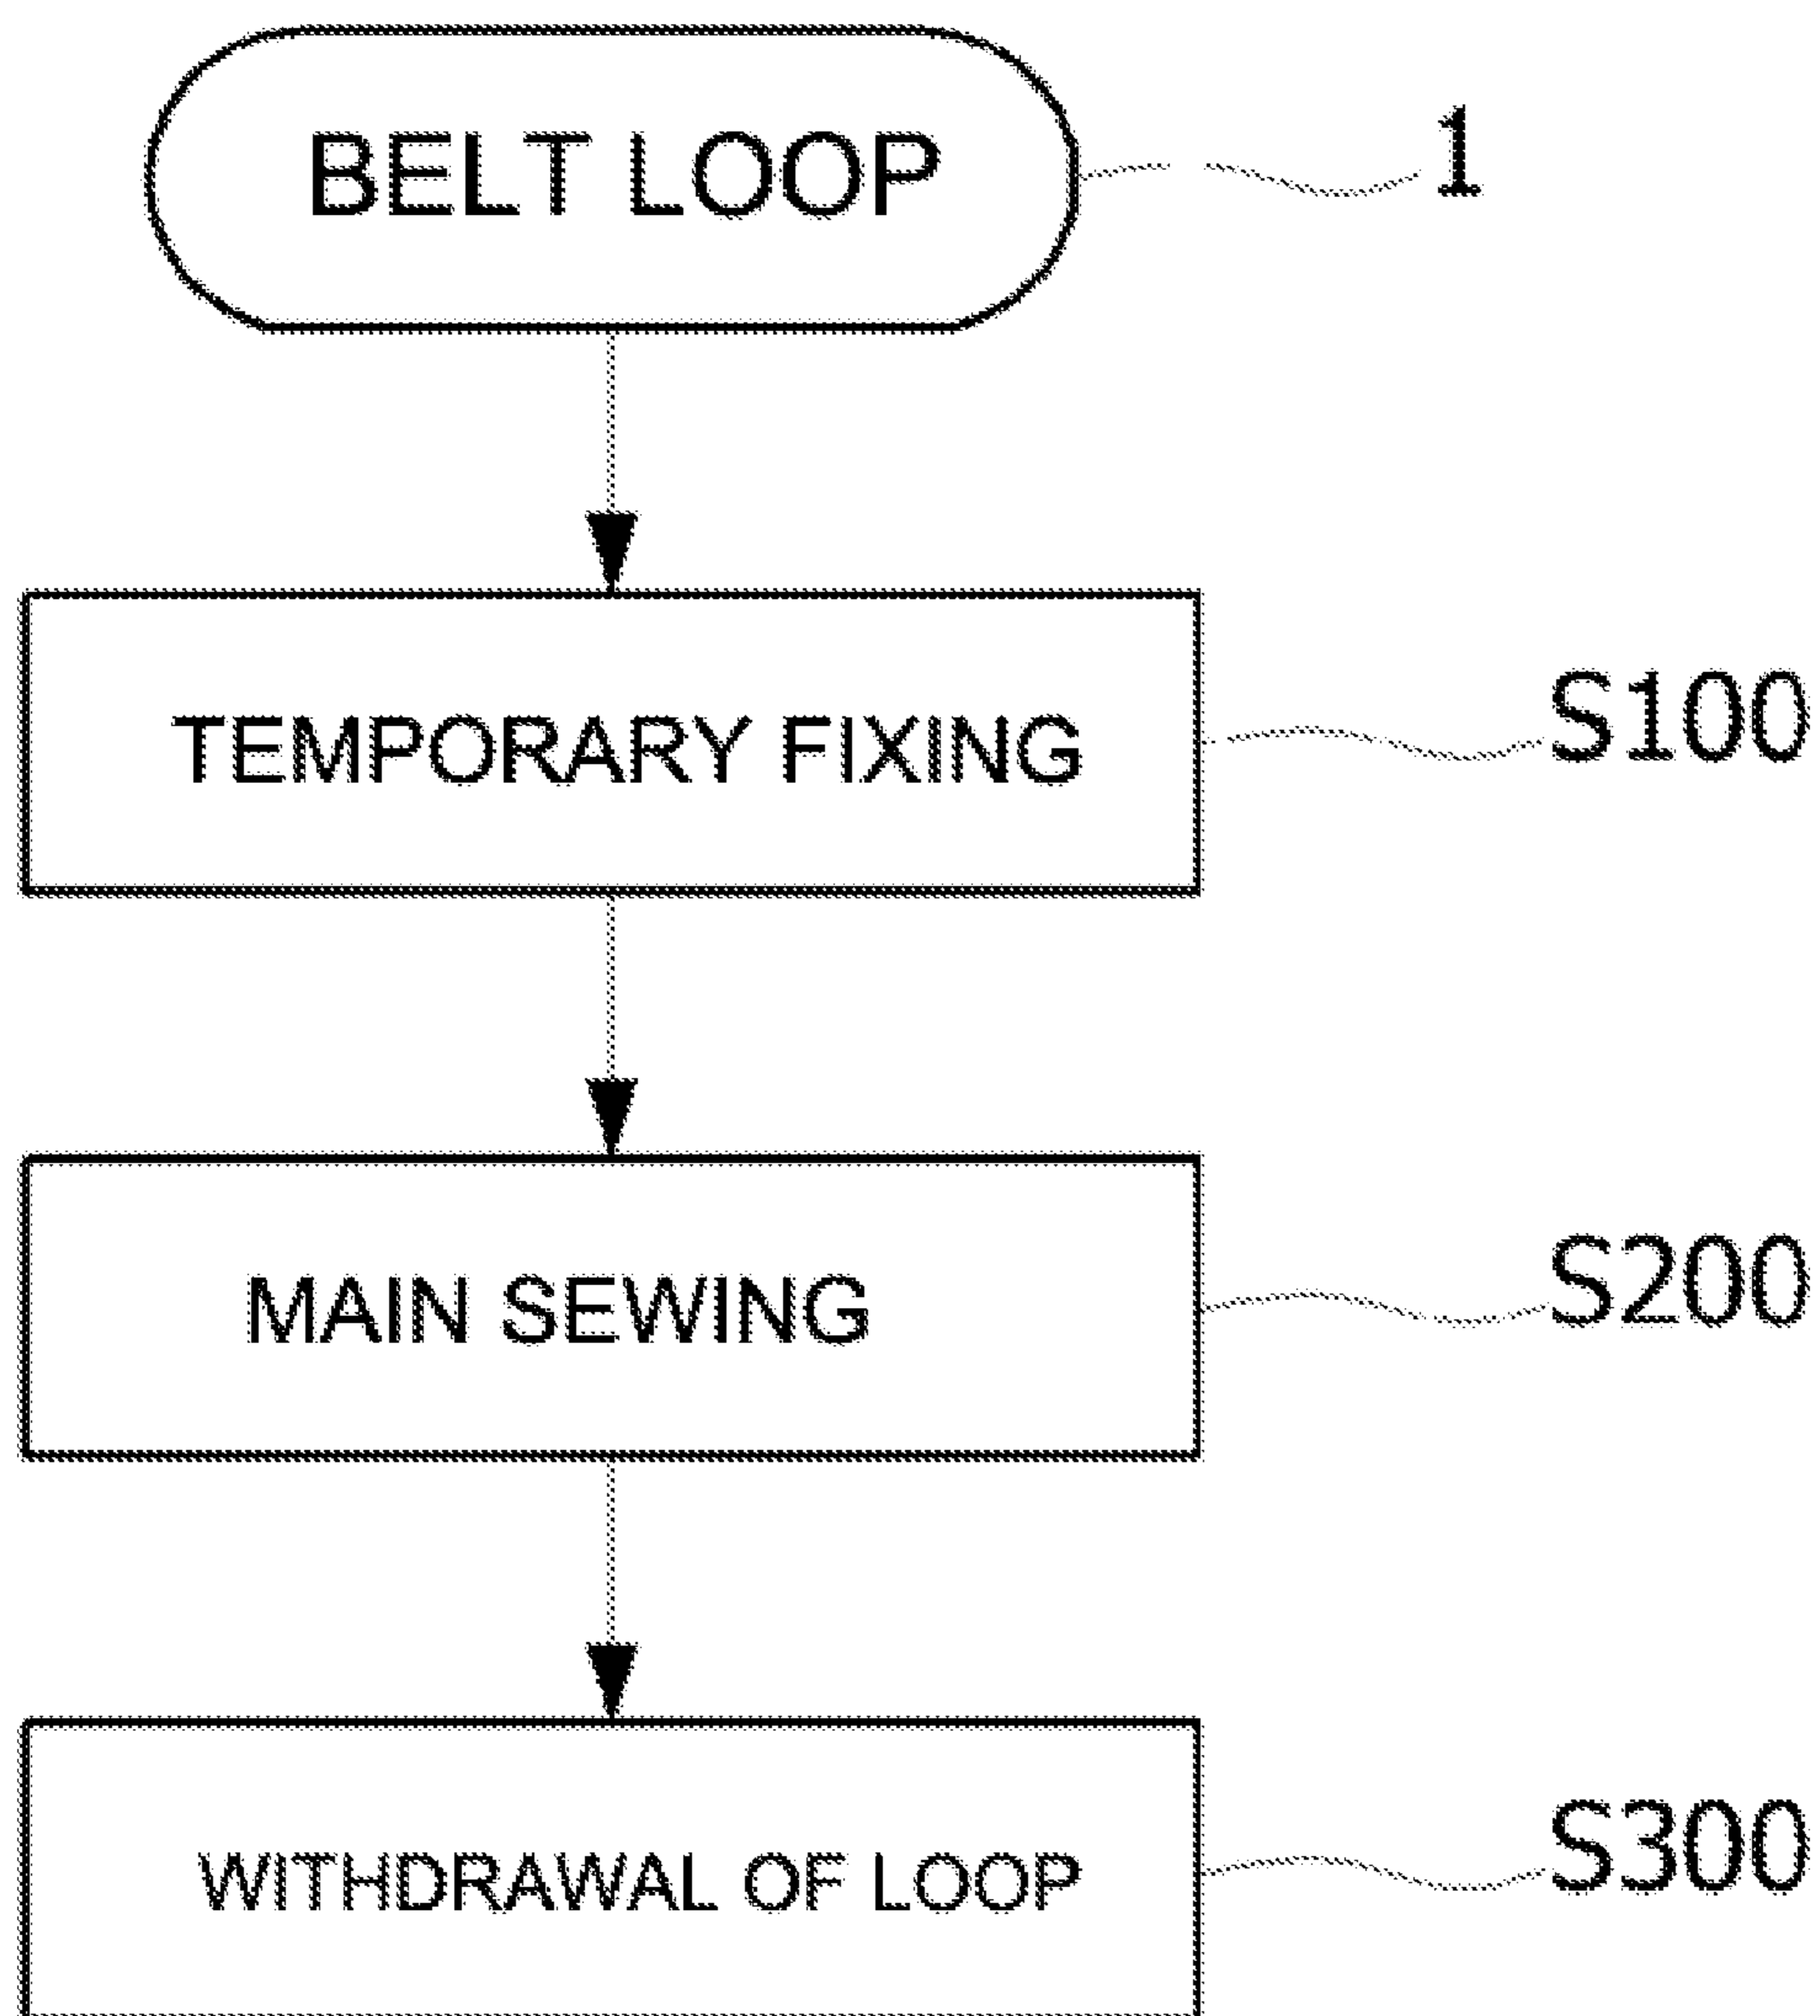 BELT LOOP 1
TEMPORARY FIXING S100
MAIN SEWING S200
WITHDRAWAL OF LOOP S300